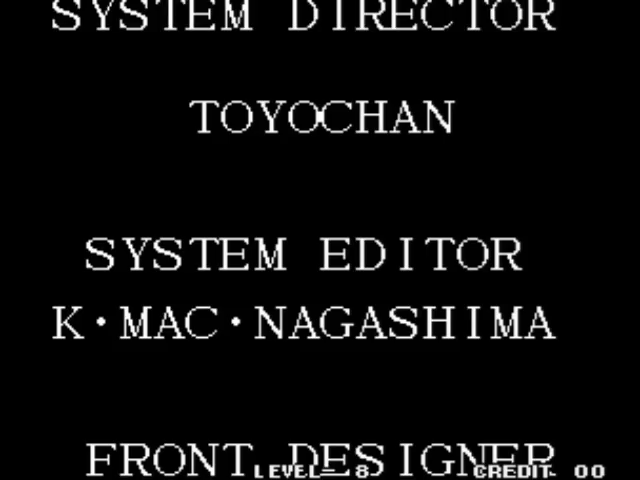 SYSTEM DIRECTOR
TOYOCHAN
SYSTEM EDITOR
K・MAC・NAGASHIMA
FRONT DESIGNER
LEVEL- 8 CREDIT 00